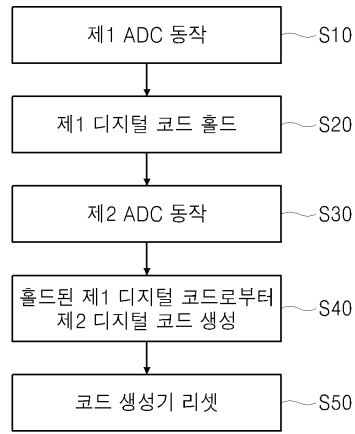 제1 ADC 동작
S10
제1 디지털 코드 홀드
S20
제2 ADC 동작
S30
홀드된 제1 디지털 코드로부터
제2 디지털 코드 생성
S40
코드 생성기 리셋
S50